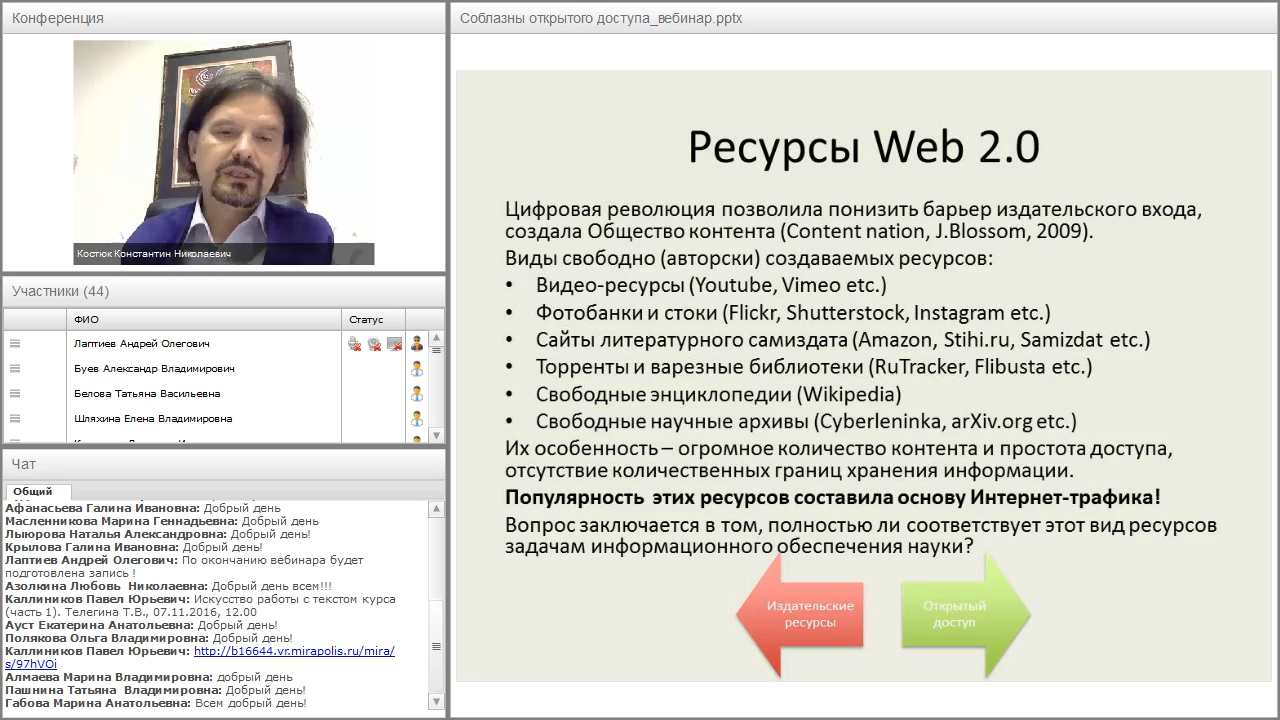 Конференция
Костюк Константин Николаевич
Участники (44)
ФИО
Статус
Лаптиев Андрей Олегович
Буев Александр Владимирович
Белова Татьяна Васильевна
Шляхина Елена Владимировна
Чат
Общий
Афанасьева Галина Ивановна: Добрый день
Масленникова Марина Геннадьевна: Добрый день
Лыюрова Наталья Александровна: Добрый день!
Крылова Галина Ивановна: Добрый день!
Лаптиев Андрей Олегович: По окончанию вебинара будет
подготовлена запись !
Азолкина Любовь Николаевна: Добрый день всем!!!
Каллиников Павел Юрьевич: Искусство работы с текстом курса
(часть 1). Телегина Т.В., 07.11.2016, 12.00
Ауст Екатерина Анатольевна: Добрый день!
Полякова Ольга Владимировна: Добрый день!
Каллиников Павел Юрьевич: http://b16644.vr.mirapolis.ru/mira/
s/97hVOi
Алмаева Марина Владимировна: добрый день
Пашнина Татьяна Владимировна: Добрый день!
Габова Марина Анатольевна: Всем добрый день!
Соблазны открытого доступа_вебинар.pptx
Ресурсы Web 2.0
Цифровая революция позволила понизить барьер издательского входа,
создала Общество контента (Content nation, J.Blossom, 2009).
Виды свободно (авторски) создаваемых ресурсов:
• Видео-ресурсы (Youtube, Vimeo etc.)
• Фотобанки и стоки (Flickr, Shutterstock, Instagram etc.)
• Сайты литературного самиздата (Amazon, Stihi.ru, Samizdat etc.)
• Торренты и варезные библиотеки (RuTracker, Flibusta etc.)
• Свободные энциклопедии (Wikipedia)
• Свободные научные архивы (Cyberleninka, arXiv.org etc.)
Их особенность – огромное количество контента и простота доступа,
отсутствие количественных границ хранения информации.
Популярность этих ресурсов составила основу Интернет-трафика!
Вопрос заключается в том, полностью ли соответствует этот вид ресурсов
задачам информационного обеспечения науки?
Издательские
ресурсы
Открытый
доступ